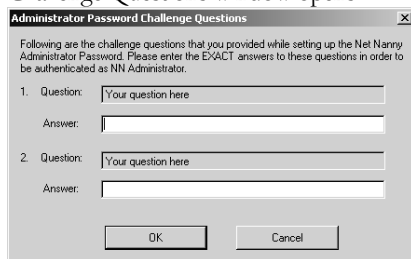 Administrator Password Challenge Questions
Following are the challenge questions that you provided while setting up the Net Nanny
Administrator Password. Please enter the EXACT answers to these questions in order to
be authenticated as NN Administrator.
1. Question: Your question here
Answer:
2. Question: Your question here
Answer:
OK Cancel